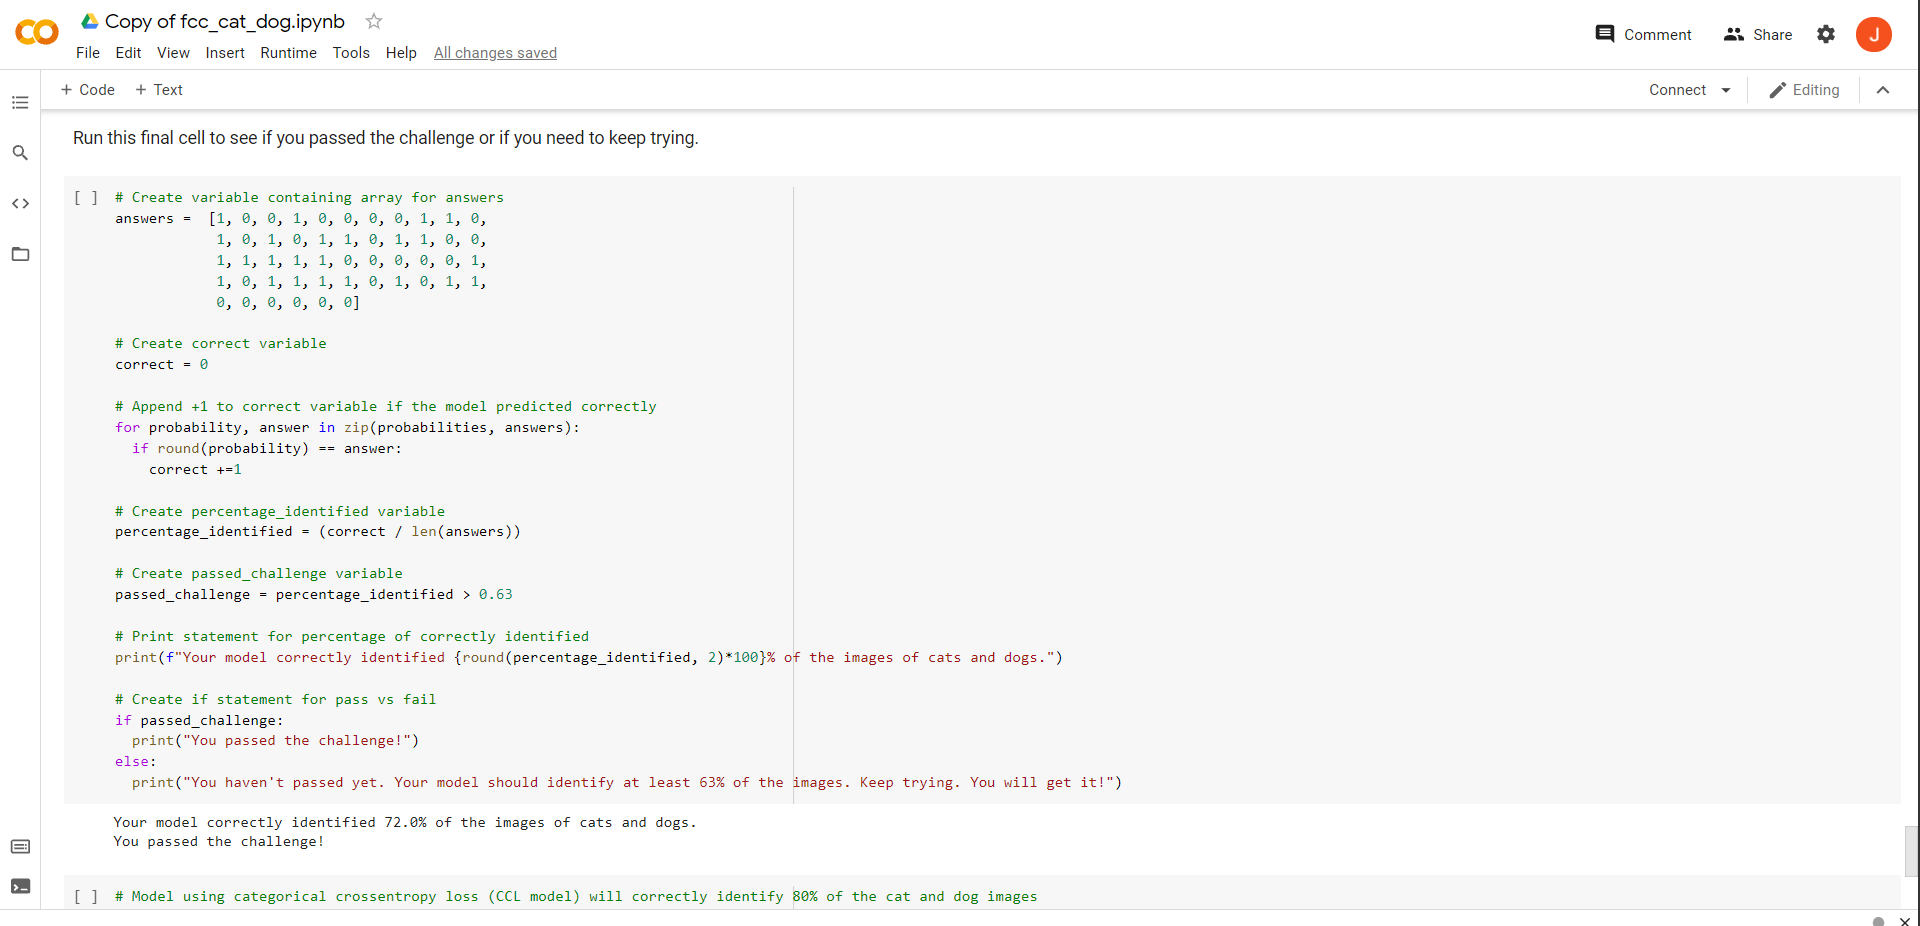 Copy of fcc_cat_dog.ipynb
File Edit View Insert Runtime Tools Help All changes saved
Comment Share J
+ Code + Text
Connect Editing
Run this final cell to see if you passed the challenge or if you need to keep trying.
[ ] # Create variable containing array for answers
answers =  [1, 0, 0, 1, 0, 0, 0, 0, 1, 1, 0,
            1, 0, 1, 0, 1, 1, 0, 1, 1, 0, 0,
            1, 1, 1, 1, 1, 0, 0, 0, 0, 0, 1,
            1, 0, 1, 1, 1, 1, 0, 1, 0, 1, 1,
            0, 0, 0, 0, 0, 0]
# Create correct variable
correct = 0
# Append +1 to correct variable if the model predicted correctly
for probability, answer in zip(probabilities, answers):
  if round(probability) == answer:
    correct +=1
# Create percentage_identified variable
percentage_identified = (correct / len(answers))
# Create passed_challenge variable
passed_challenge = percentage_identified > 0.63
# Print statement for percentage of correctly identified
print(f"Your model correctly identified {round(percentage_identified, 2)*100}% of the images of cats and dogs.")
# Create if statement for pass vs fail
if passed_challenge:
  print("You passed the challenge!")
else:
  print("You haven't passed yet. Your model should identify at least 63% of the images. Keep trying. You will get it!")
Your model correctly identified 72.0% of the images of cats and dogs.
You passed the challenge!
[ ] # Model using categorical crossentropy loss (CCL model) will correctly identify 80% of the cat and dog images